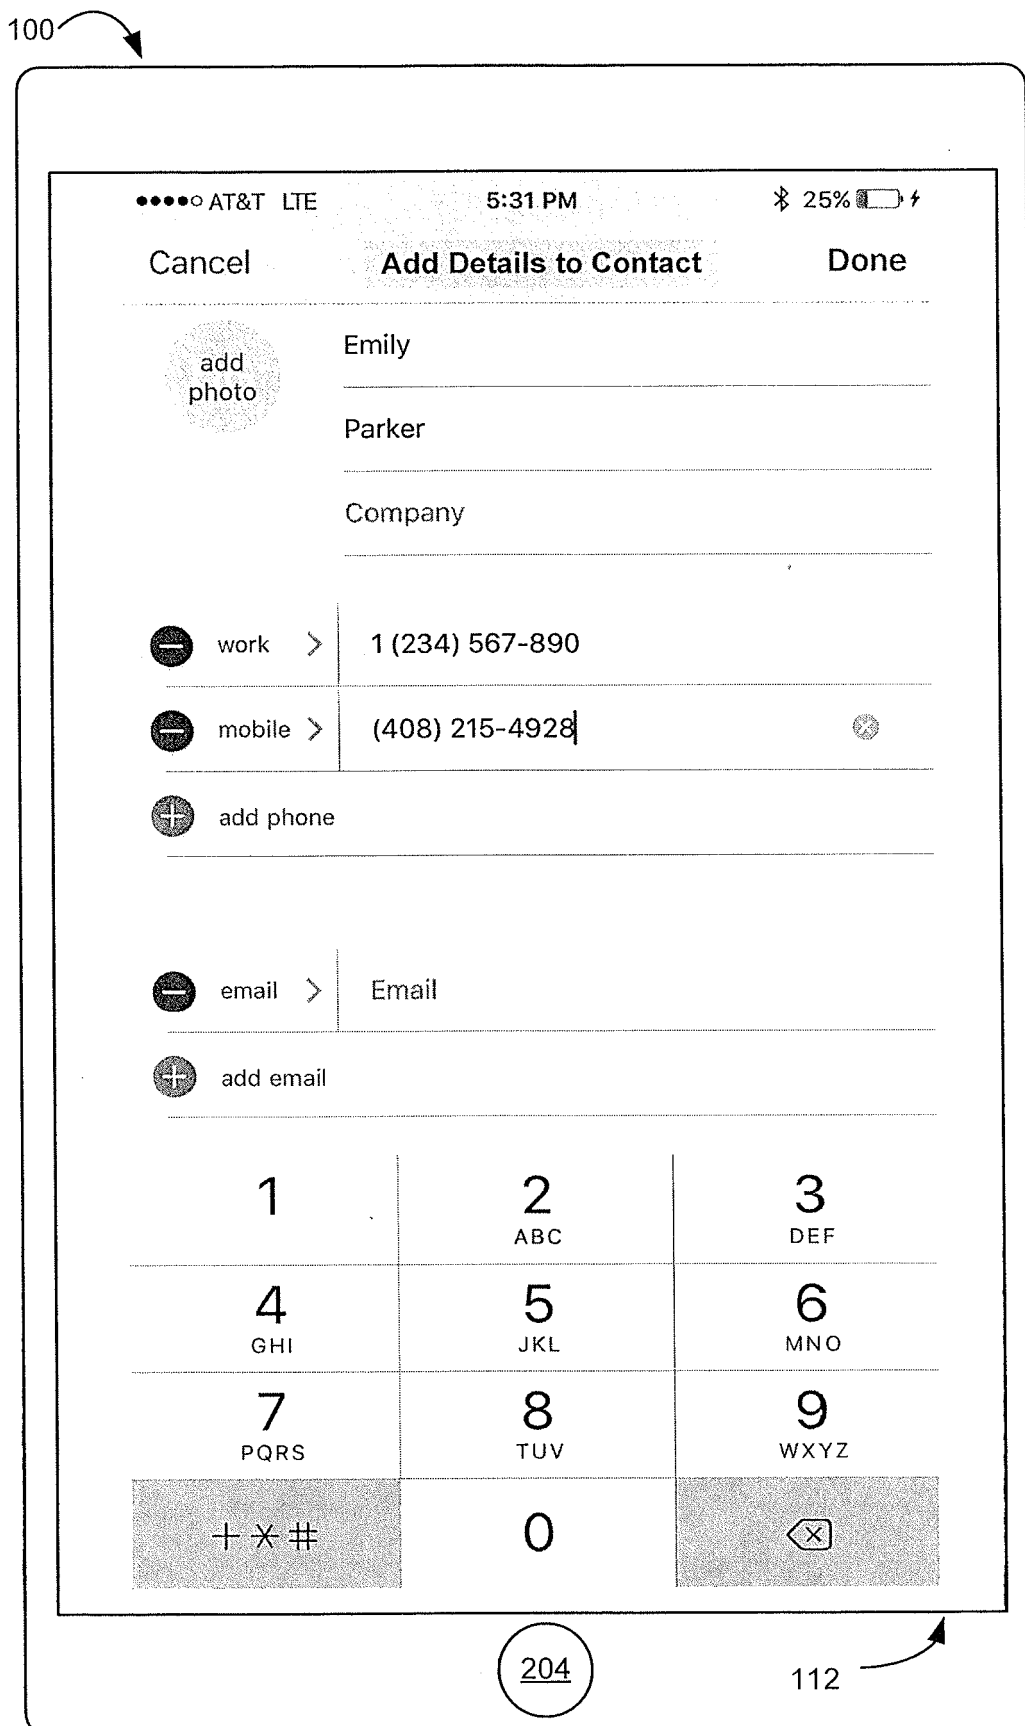 100
●●●●○ AT&T LTE 5:31 PM 25%
Cancel Add Details to Contact Done
add
photo
Emily
Parker
Company
work > 1 (234) 567-890
mobile > (408) 215-4928
add phone
email > Email
add email
1 2 3
ABC DEF
4 5 6
GHI JKL MNO
7 8 9
PQRS TUV WXYZ
+*# 0
204
112